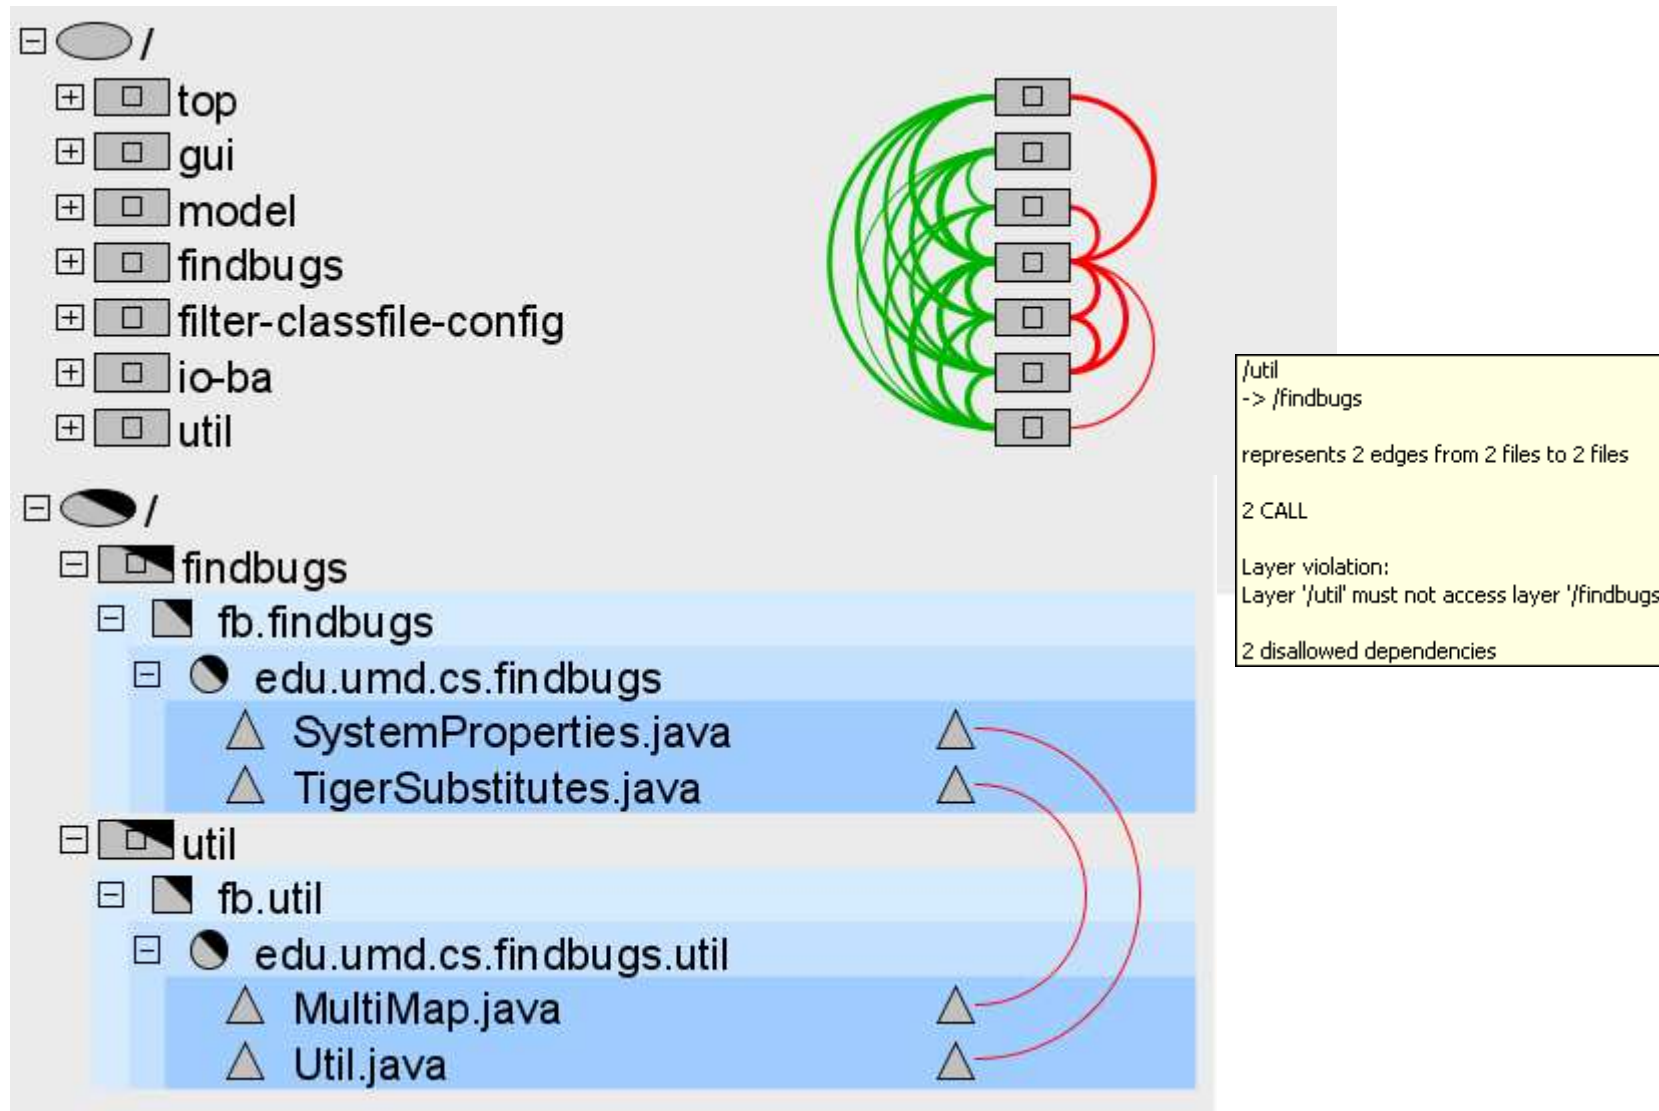 /
top
gui
model
findbugs
filter-classfile-config
io-ba
util
/util
-> /findbugs
represents 2 edges from 2 files to 2 files
2 CALL
Layer violation:
Layer '/util' must not access layer '/findbugs
2 disallowed dependencies
/
findbugs
fb.findbugs
edu.umd.cs.findbugs
SystemProperties.java
TigerSubstitutes.java
util
fb.util
edu.umd.cs.findbugs.util
MultiMap.java
Util.java